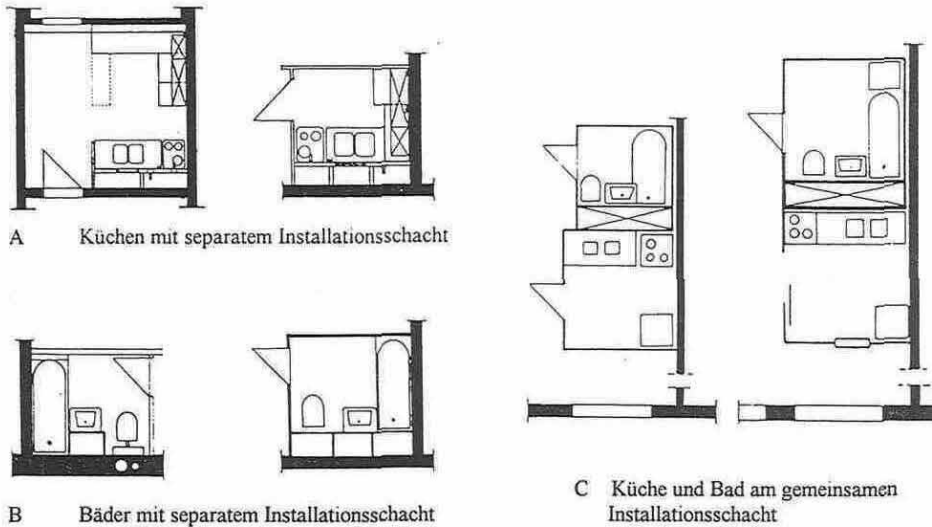 A Küchen mit separatem Installationsschacht
B Bäder mit separatem Installationsschacht
C Küche und Bad am gemeinsamen
Installationsschacht